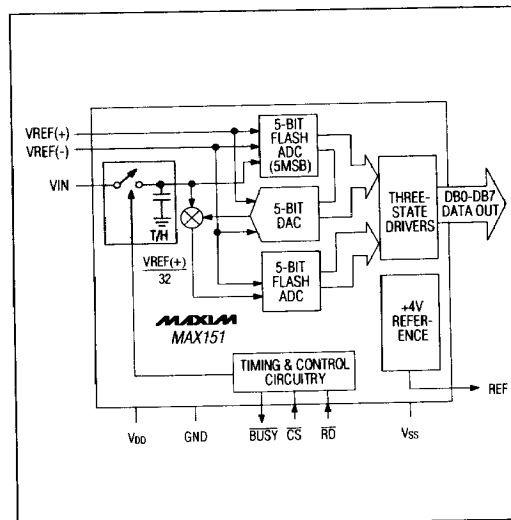 VREF(+)
VREF(-)
VIN
T/H
VREF(+)
32
5-BIT
FLASH
ADC
(5MSB)
5-BIT
DAC
5-BIT
FLASH
ADC
THREE-
STATE
DRIVERS
DB0-DB7
DATA OUT
+4V
REFER-
ENCE
REF
MAXIM
MAX151
TIMING & CONTROL
CIRCUITRY
VDD
GND
BUSY
CS
RD
VSS